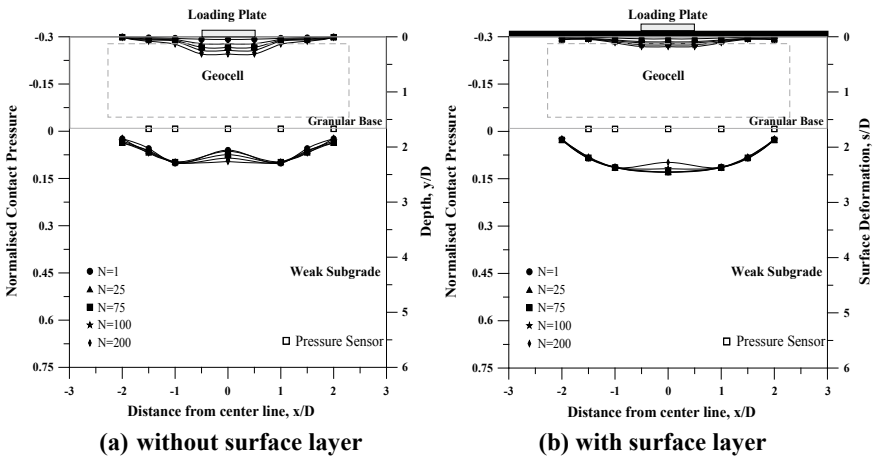 Loading Plate
-0.3
-0.15
0
0.15
0.3
0.45
0.6
0.75
Normalised Contact Pressure
Geocell
Granular Base
Weak Subgrade
N=1
N=25
N=75
N=100
N=200
Pressure Sensor
0
1
2
3
4
5
6
Depth, y/D
-3 -2 -1 0 1 2 3
Distance from center line, x/D
(a) without surface layer
Loading Plate
-0.3
-0.15
0
0.15
0.3
0.45
0.6
0.75
Normalised Contact Pressure
Geocell
Granular Base
Weak Subgrade
N=1
N=25
N=75
N=100
N=200
Pressure Sensor
0
1
2
3
4
5
6
Surface Deformation, s/D
-3 -2 -1 0 1 2 3
Distance from center line, x/D
(b) with surface layer